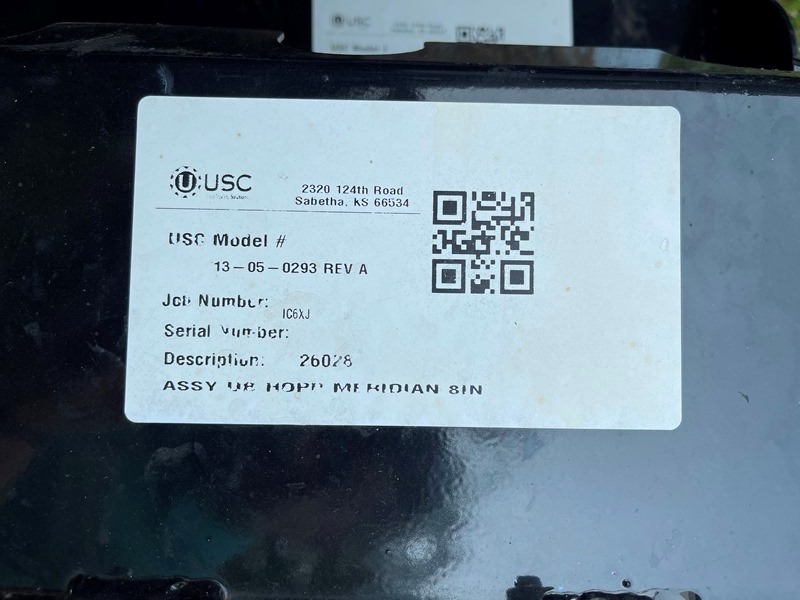 USC
2320 124th Road
Sabetha, KS 66534
USC Model #
13-05-0293 REV A
Job Number:
IC6XJ
Serial Number:
Description: 26028
ASSY HOPP MERIDIAN 8IN
USC